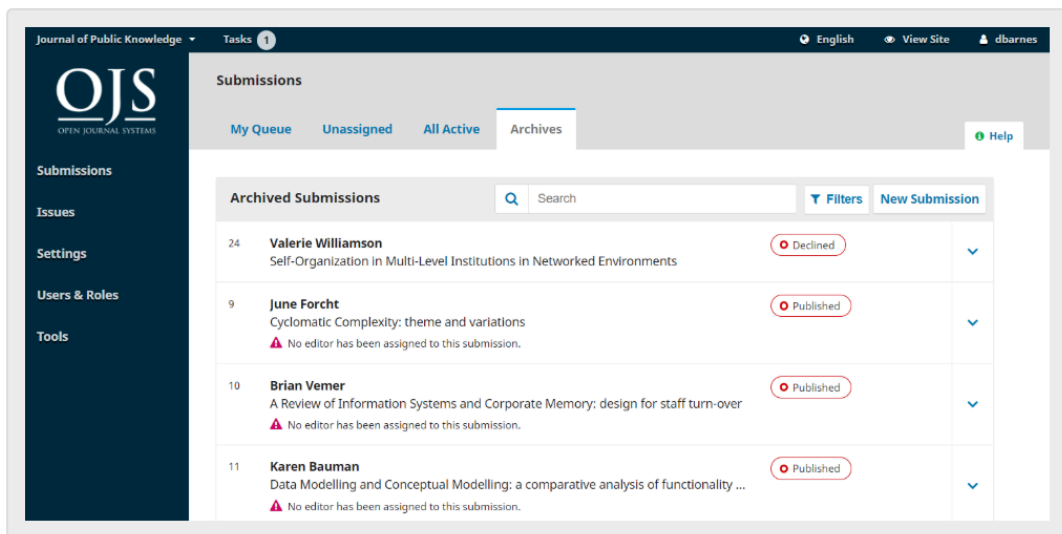 Journal of Public Knowledge
Tasks 1
English
View Site
dbarnes
OJS
OPEN JOURNAL SYSTEMS
Submissions
Issues
Settings
Users & Roles
Tools
Submissions
My Queue
Unassigned
All Active
Archives
Help
Archived Submissions
Search
Filters
New Submission
24
Valerie Williamson
Declined
Self-Organization in Multi-Level Institutions in Networked Environments
9
June Forcht
Published
Cyclomatic Complexity: theme and variations
No editor has been assigned to this submission.
10
Brian Vemer
Published
A Review of Information Systems and Corporate Memory: design for staff turn-over
No editor has been assigned to this submission.
11
Karen Bauman
Published
Data Modelling and Conceptual Modelling: a comparative analysis of functionality ...
No editor has been assigned to this submission.